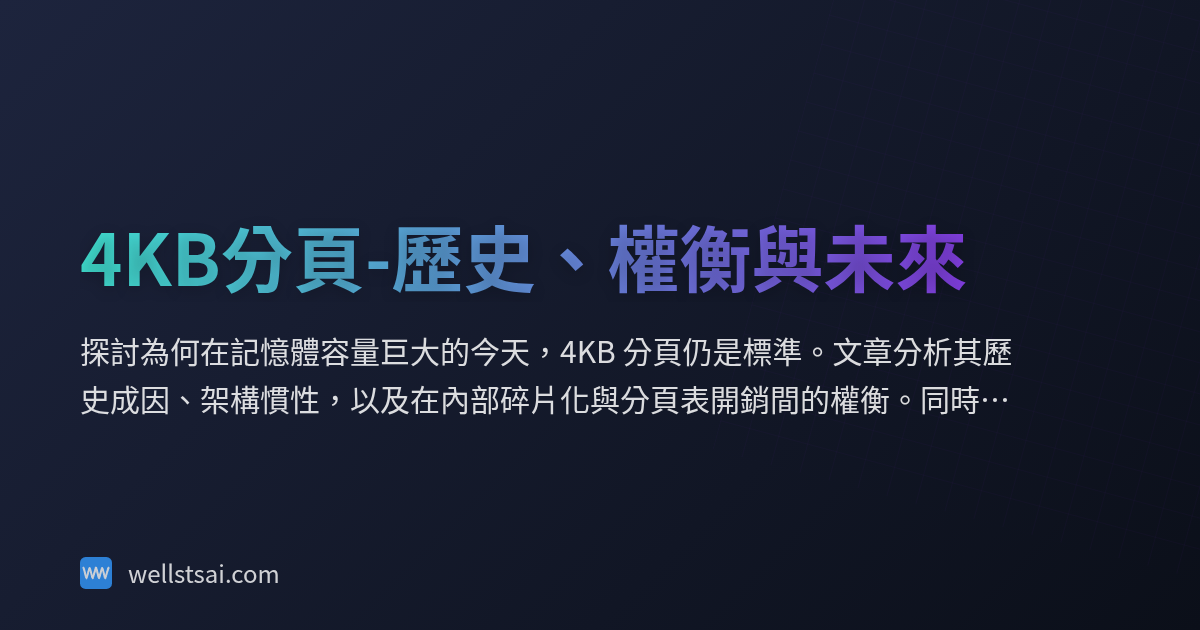 4KB分頁-歷史、權衡與未來
探討為何在記憶體容量巨大的今天，4KB 分頁仍是標準。文章分析其歷
史成因、架構慣性，以及在內部碎片化與分頁表開銷間的權衡。同時…
wellstsai.com